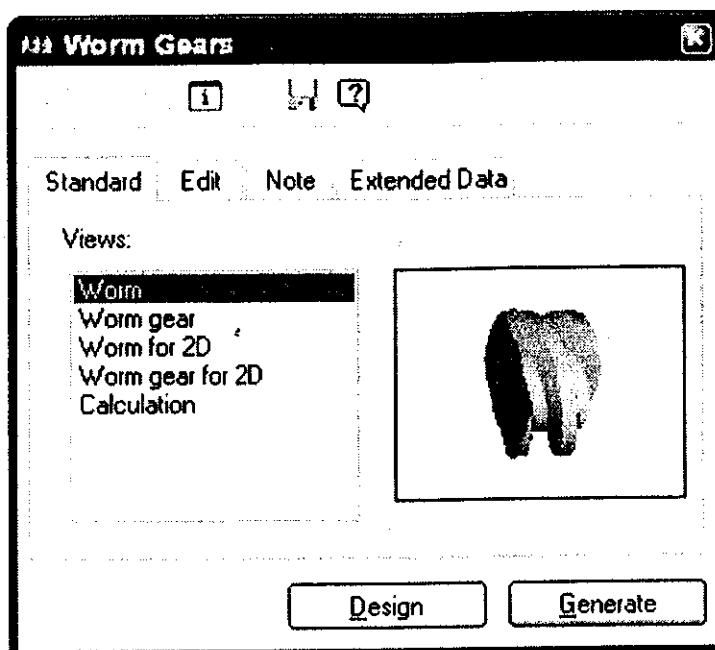 Worm Gears
Standard Edit Note Extended Data
Views:
Worm
Worm gear
Worm for 2D
Worm gear for 2D
Calculation
Design Generate